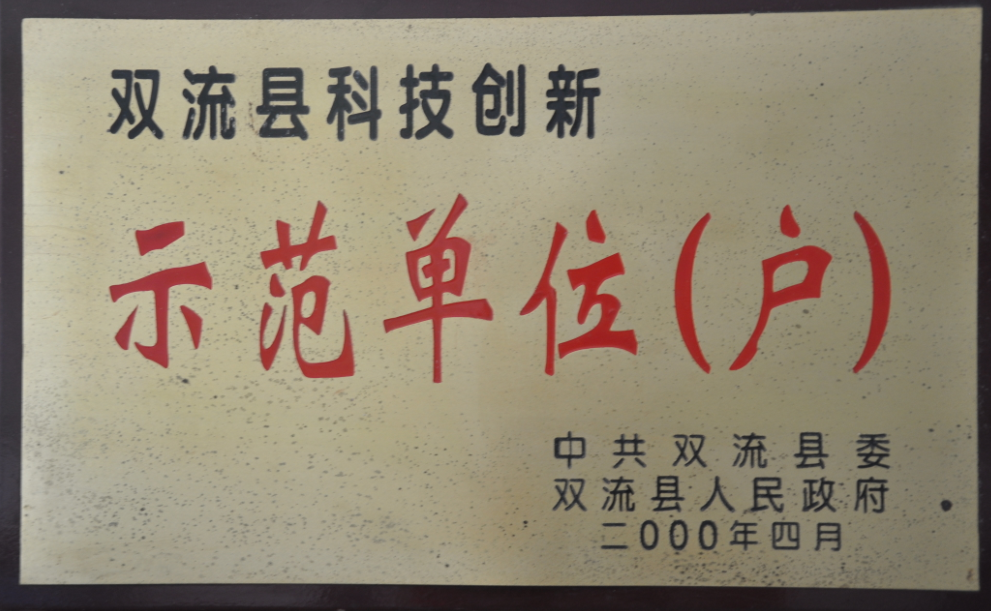 双流县科技创新
示范单位(户)
中共双流县委
双流县人民政府
二000年四月